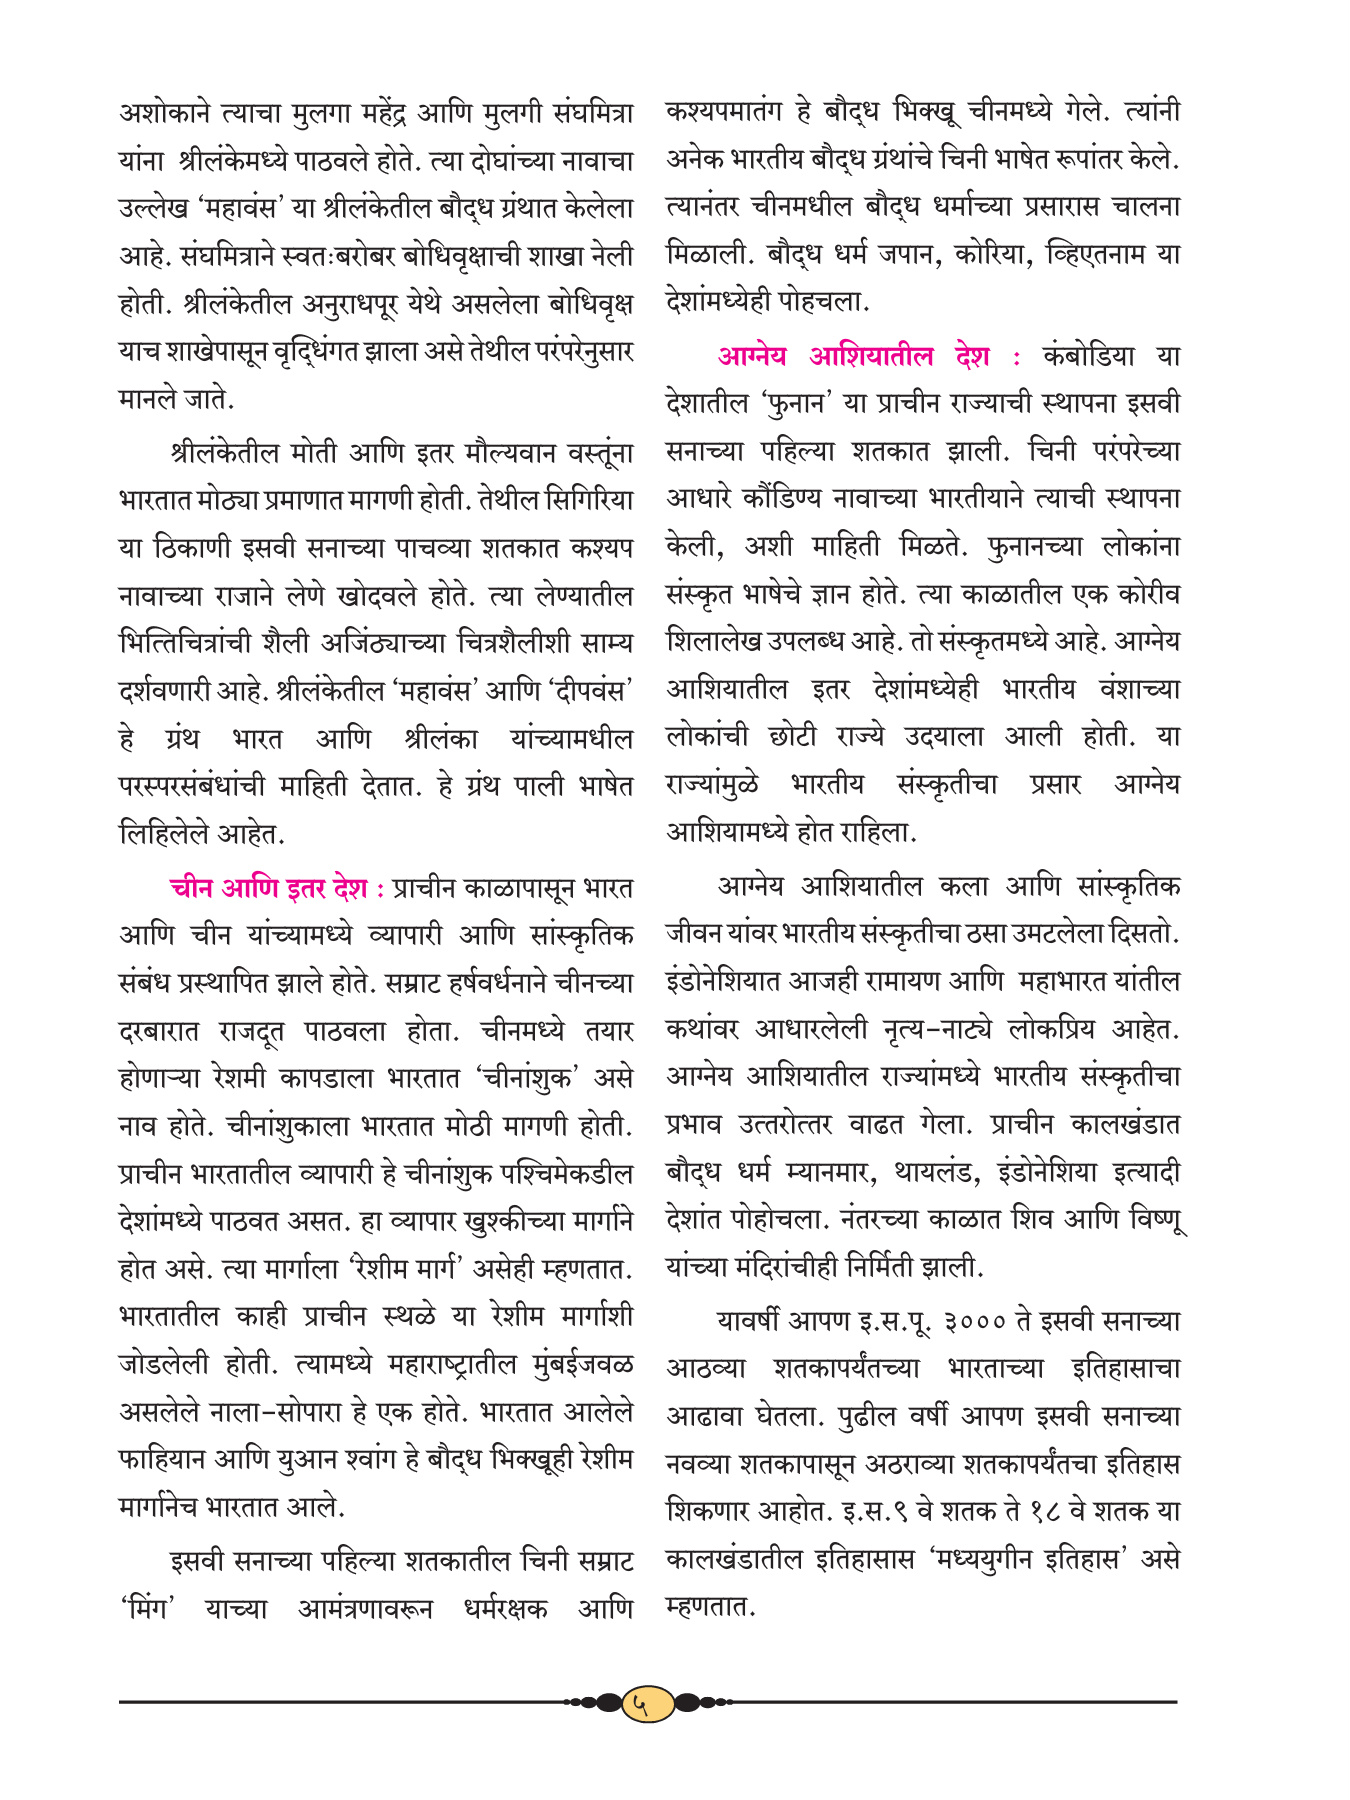 अशोकाने त्याचा मुलगा महेंद्र आणि मुलगी संघमित्रा
यांना श्रीलंकेमध्ये पाठवले होते. त्या दोघांच्या नावाचा
उल्लेख ‘महावंस’ या श्रीलंकेतील बौद्ध ग्रंथात केलेला
आहे. संघमित्राने स्वतःबरोबर बोधिवृक्षाची शाखा नेली
होती. श्रीलंकेतील अनुराधपूर येथे असलेला बोधिवृक्ष
याच शाखेपासून वृद्धिंगत झाला असे तेथील परंपरेनुसार
मानले जाते.
श्रीलंकेतील मोती आणि इतर मौल्यवान वस्तूंना
भारतात मोठ्या प्रमाणात मागणी होती. तेथील सिगिरिया
या ठिकाणी इसवी सनाच्या पाचव्या शतकात कश्यप
नावाच्या राजाने लेणे खोदवले होते. त्या लेण्यातील
भित्तिचित्रांची शैली अजिंठ्याच्या चित्रशैलीशी साम्य
दर्शवणारी आहे. श्रीलंकेतील ‘महावंस’ आणि ‘दीपवंस’
हे ग्रंथ भारत आणि श्रीलंका यांच्यामधील
परस्परसंबंधांची माहिती देतात. हे ग्रंथ पाली भाषेत
लिहिलेले आहेत.
चीन आणि इतर देश : प्राचीन काळापासून भारत
आणि चीन यांच्यामध्ये व्यापारी आणि सांस्कृतिक
संबंध प्रस्थापित झाले होते. सम्राट हर्षवर्धनाने चीनच्या
दरबारात राजदूत पाठवला होता. चीनमध्ये तयार
होणाऱ्या रेशमी कापडाला भारतात ‘चीनांशुक’ असे
नाव होते. चीनांशुकाला भारतात मोठी मागणी होती.
प्राचीन भारतातील व्यापारी हे चीनांशुक पश्चिमेकडील
देशांमध्ये पाठवत असत. हा व्यापार खुश्कीच्या मार्गाने
होत असे. त्या मार्गाला ‘रेशीम मार्ग’ असेही म्हणतात.
भारतातील काही प्राचीन स्थळे या रेशीम मार्गाशी
जोडलेली होती. त्यामध्ये महाराष्ट्रातील मुंबईजवळ
असलेले नाला-सोपारा हे एक होते. भारतात आलेले
फाहियान आणि युआन श्वांग हे बौद्ध भिक्खूही रेशीम
मार्गानेच भारतात आले.
इसवी सनाच्या पहिल्या शतकातील चिनी सम्राट
‘मिंग’ याच्या आमंत्रणावरून धर्मरक्षक आणि
कश्यपमातंग हे बौद्ध भिक्खू चीनमध्ये गेले. त्यांनी
अनेक भारतीय बौद्ध ग्रंथांचे चिनी भाषेत रूपांतर केले.
त्यानंतर चीनमधील बौद्ध धर्माच्या प्रसारास चालना
मिळाली. बौद्ध धर्म जपान, कोरिया, व्हिएतनाम या
देशांमध्येही पोहचला.
आग्नेय आशियातील देश : कंबोडिया या
देशातील ‘फुनान’ या प्राचीन राज्याची स्थापना इसवी
सनाच्या पहिल्या शतकात झाली. चिनी परंपरेच्या
आधारे कौंडिण्य नावाच्या भारतीयाने त्याची स्थापना
केली, अशी माहिती मिळते. फुनानच्या लोकांना
संस्कृत भाषेचे ज्ञान होते. त्या काळातील एक कोरीव
शिलालेख उपलब्ध आहे. तो संस्कृतमध्ये आहे. आग्नेय
आशियातील इतर देशांमध्येही भारतीय वंशाच्या
लोकांची छोटी राज्ये उदयाला आली होती. या
राज्यांमुळे भारतीय संस्कृतीचा प्रसार आग्नेय
आशियामध्ये होत राहिला.
आग्नेय आशियातील कला आणि सांस्कृतिक
जीवन यांवर भारतीय संस्कृतीचा ठसा उमटलेला दिसतो.
इंडोनेशियात आजही रामायण आणि महाभारत यांतील
कथांवर आधारलेली नृत्य-नाट्ये लोकप्रिय आहेत.
आग्नेय आशियातील राज्यांमध्ये भारतीय संस्कृतीचा
प्रभाव उत्तरोत्तर वाढत गेला. प्राचीन कालखंडात
बौद्ध धर्म म्यानमार, थायलंड, इंडोनेशिया इत्यादी
देशांत पोहोचला. नंतरच्या काळात शिव आणि विष्णू
यांच्या मंदिरांचीही निर्मिती झाली.
यावर्षी आपण इ.स.पू. ३००० ते इसवी सनाच्या
आठव्या शतकापर्यंतच्या भारताच्या इतिहासाचा
आढावा घेतला. पुढील वर्षी आपण इसवी सनाच्या
नवव्या शतकापासून अठराव्या शतकापर्यंतचा इतिहास
शिकणार आहोत. इ.स.९ वे शतक ते १८ वे शतक या
कालखंडातील इतिहासास ‘मध्ययुगीन इतिहास’ असे
म्हणतात.
५